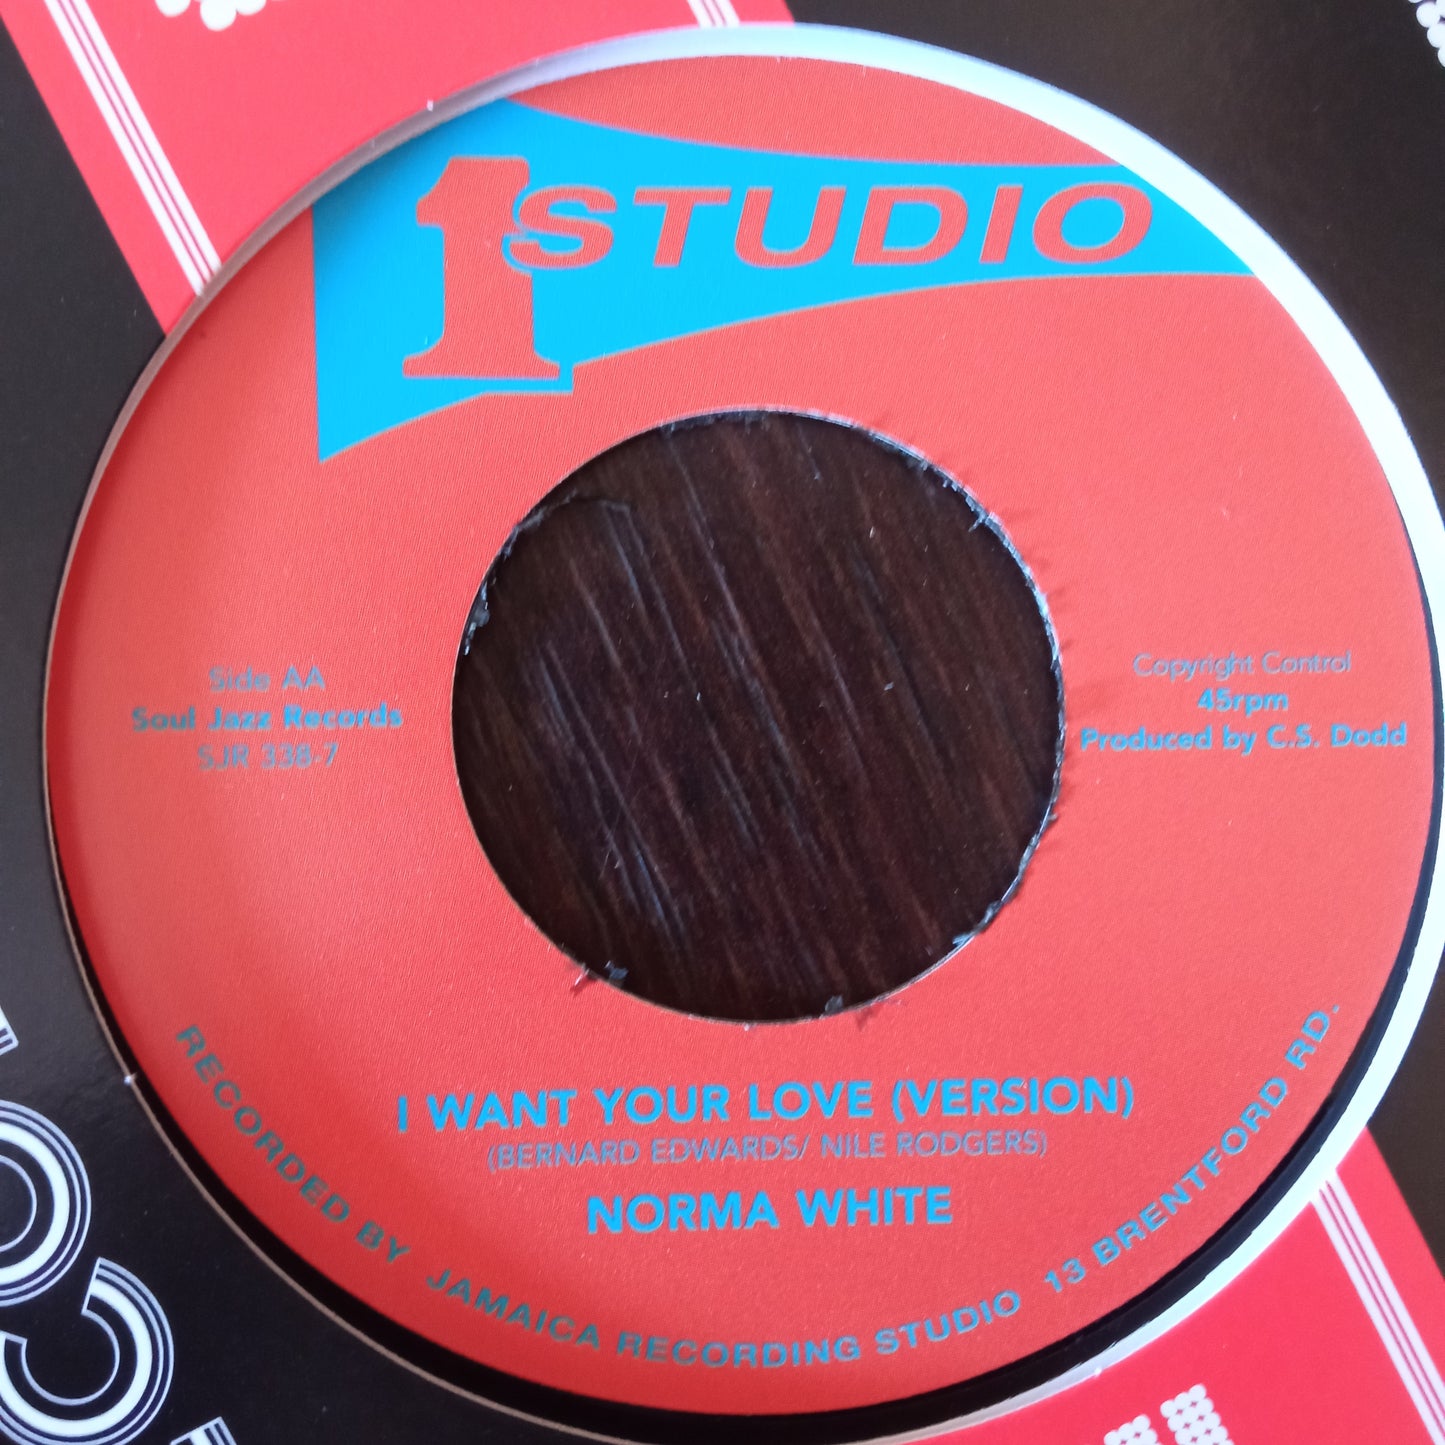 1 STUDIO
Side AA
Soul Jazz Records
SJR 338-7
Copyright Control
45rpm
Produced by C.S. Dodd
I WANT YOUR LOVE (VERSION)
(BERNARD EDWARDS/ NILE RODGERS)
NORMA WHITE
RECORDED BY JAMAICA RECORDING STUDIO 13 BRENTFORD RD.